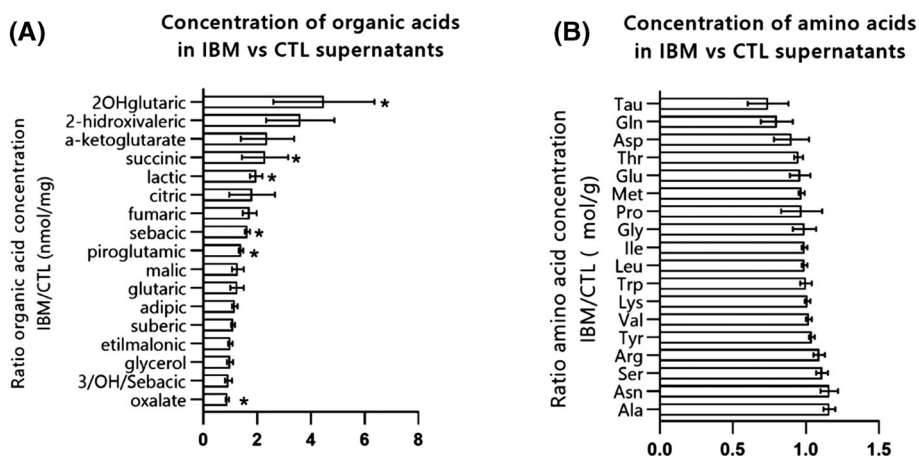 (A)
Concentration of organic acids
in IBM vs CTL supernatants
Ratio organic acid concentration
IBM/CTL (nmol/mg)
2OHglutaric
2-hidroxivaleric
a-ketoglutarate
succinic
lactic
citric
fumaric
sebacic
piroglutamic
malic
glutaric
adipic
suberic
etilmalonic
glycerol
3/OH/Sebacic
oxalate
*
*
*
*
*
*
0 2 4 6 8
(B)
Concentration of amino acids
in IBM vs CTL supernatants
Ratio amino acid concentration
IBM/CTL ( mol/g)
Tau
Gln
Asp
Thr
Glu
Met
Pro
Gly
Ile
Leu
Trp
Lys
Val
Tyr
Arg
Ser
Asn
Ala
0.0 0.5 1.0 1.5